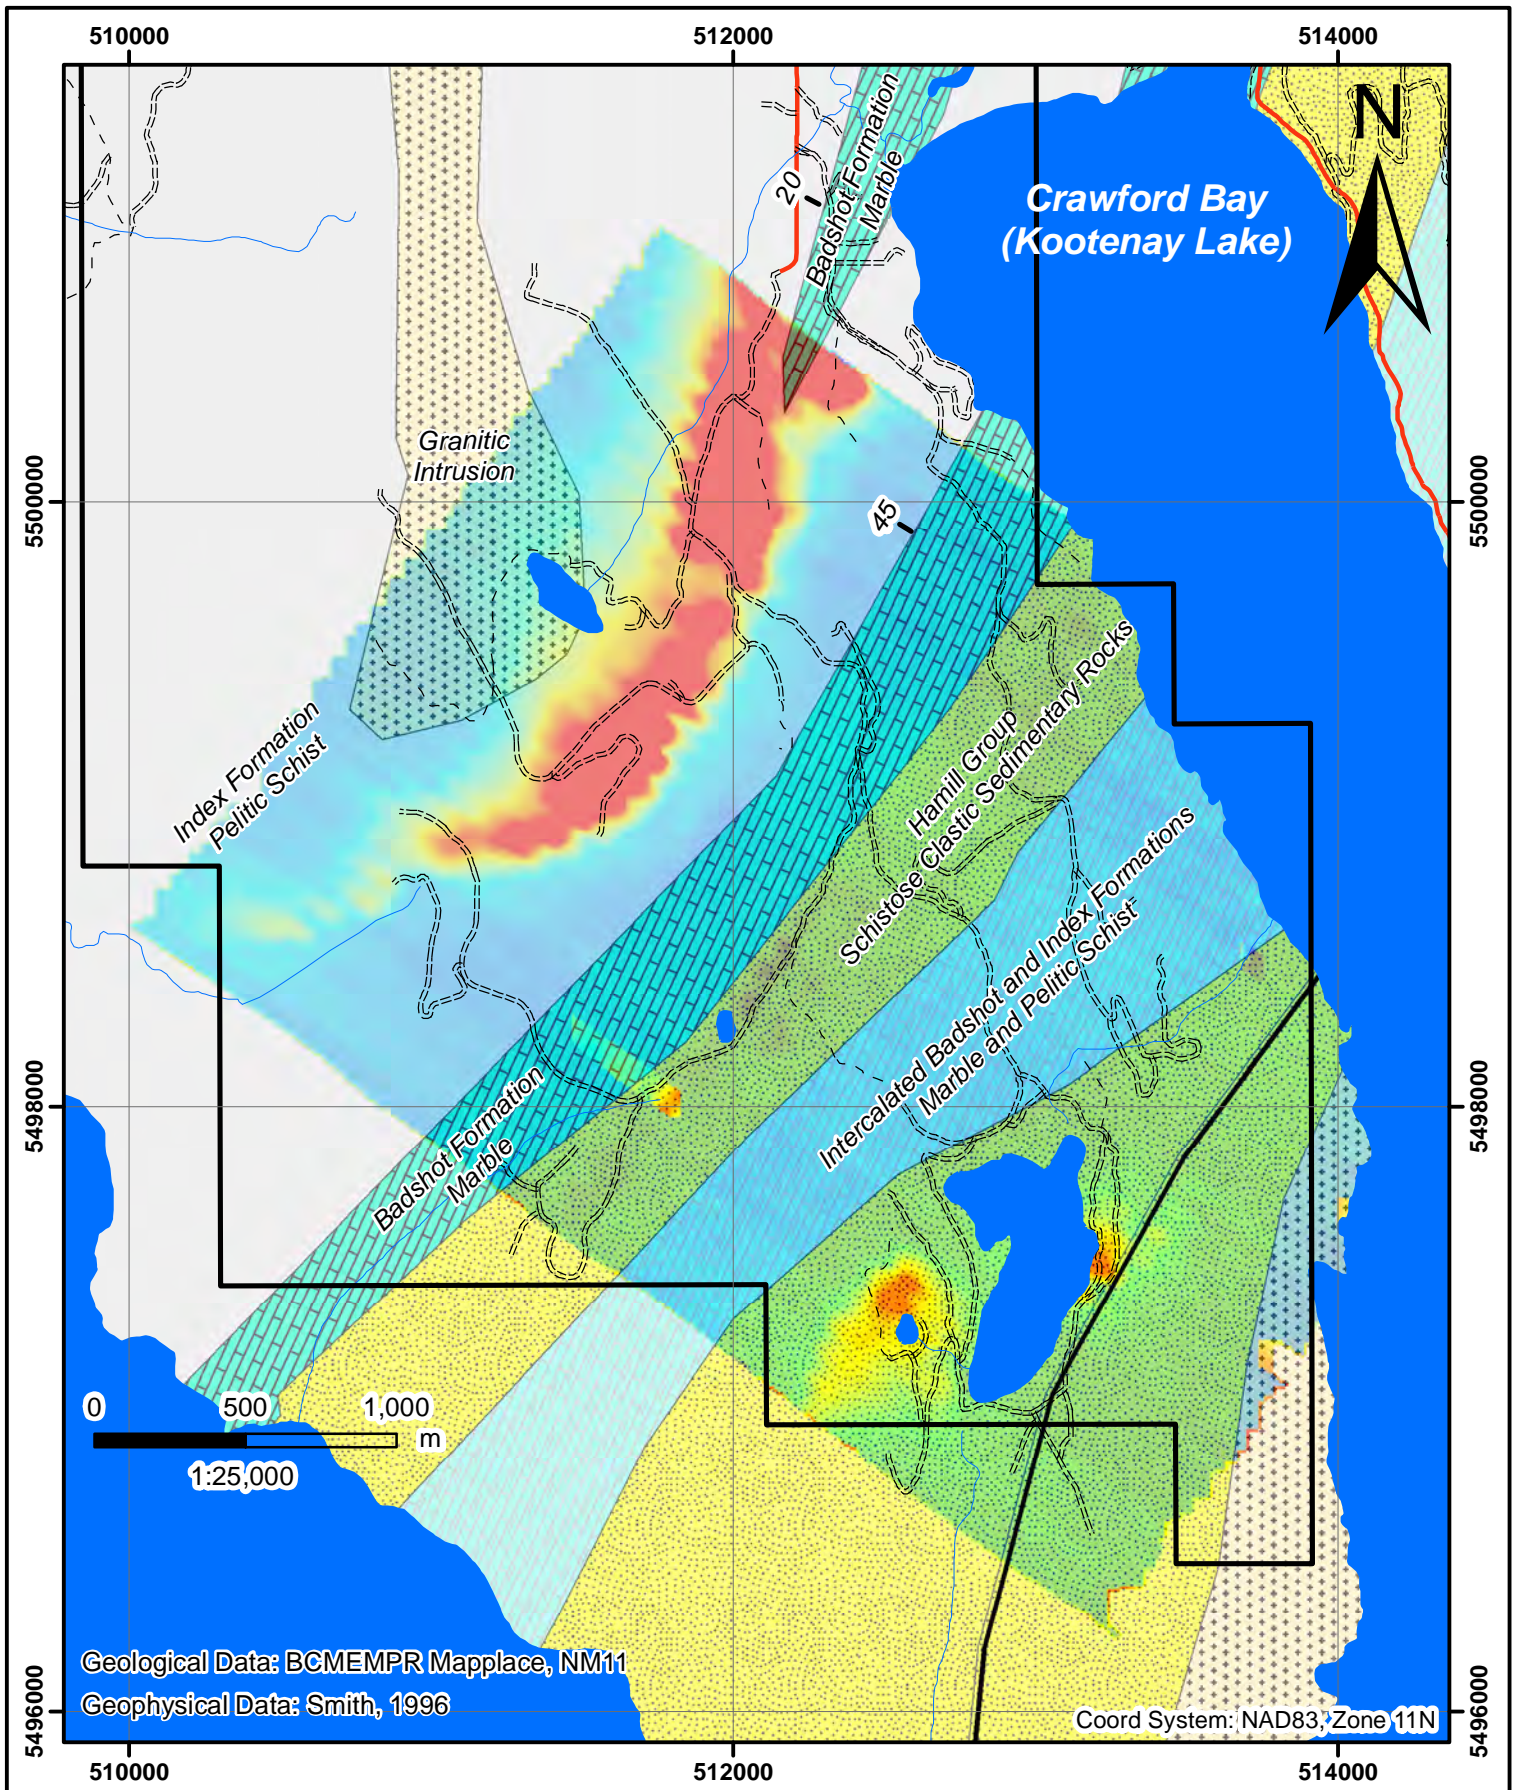 510000
512000
514000
N
Crawford Bay
(Kootenay Lake)
Badshot Formation
Marble
20
Granitic
Intrusion
5500000
5500000
45
Index Formation
Pelitic Schist
Hamill Group
Schistose Clastic Sedimentary Rocks
Intercalated Badshot and Index Formations
Marble and Pelitic Schist
5498000
5498000
Badshot Formation
Marble
0 500 1,000
m
1:25,000
Geological Data: BCMEMPR Mapplace, NM11
Geophysical Data: Smith, 1996
Coord System: NAD83, Zone 11N
5496000
5496000
510000
512000
514000